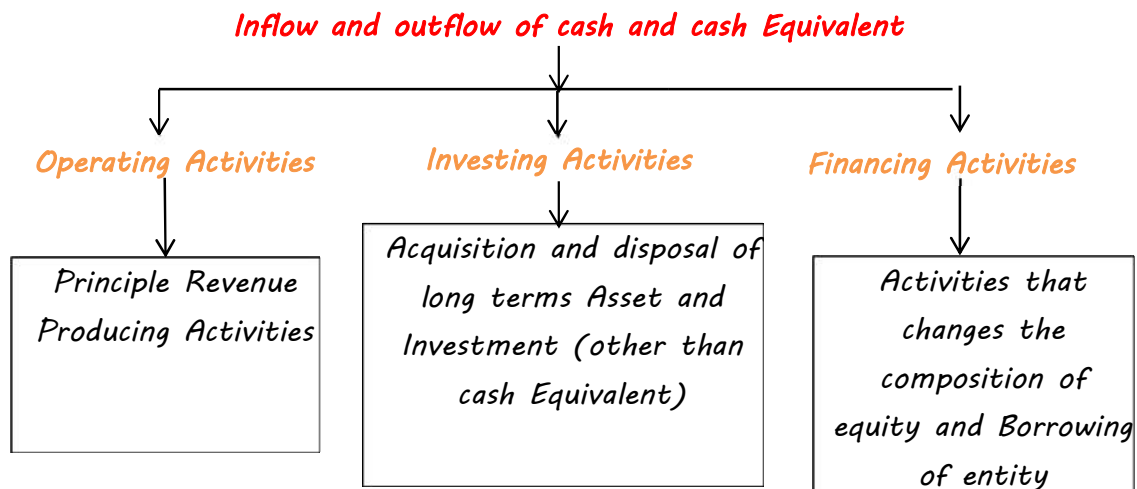 Inflow and outflow of cash and cash Equivalent
Operating Activities
Investing Activities
Financing Activities
Principle Revenue
Producing Activities
Acquisition and disposal of
long terms Asset and
Investment (other than
cash Equivalent)
Activities that
changes the
composition of
equity and Borrowing
of entity